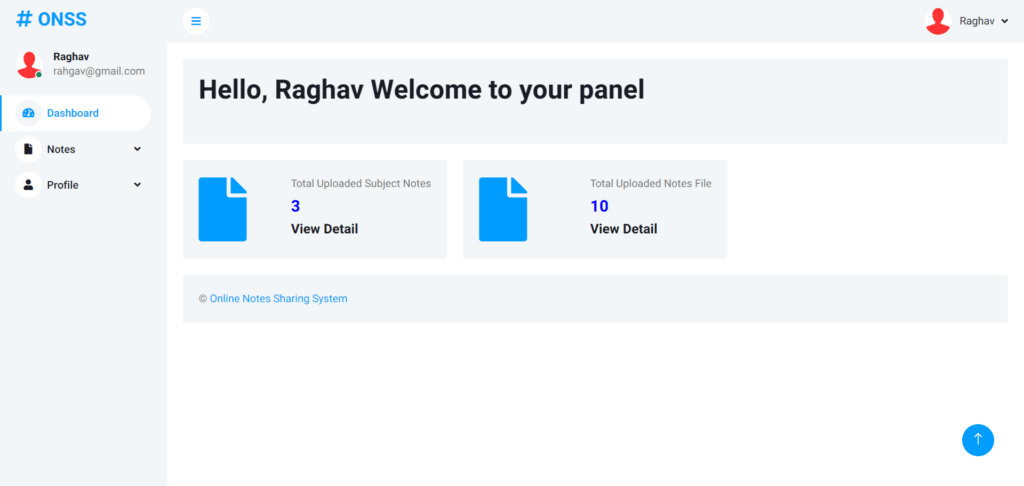 # ONSS
Raghav
Raghav
rahgav@gmail.com
Dashboard
Notes
Profile
Hello, Raghav Welcome to your panel
Total Uploaded Subject Notes
3
View Detail
Total Uploaded Notes File
10
View Detail
© Online Notes Sharing System